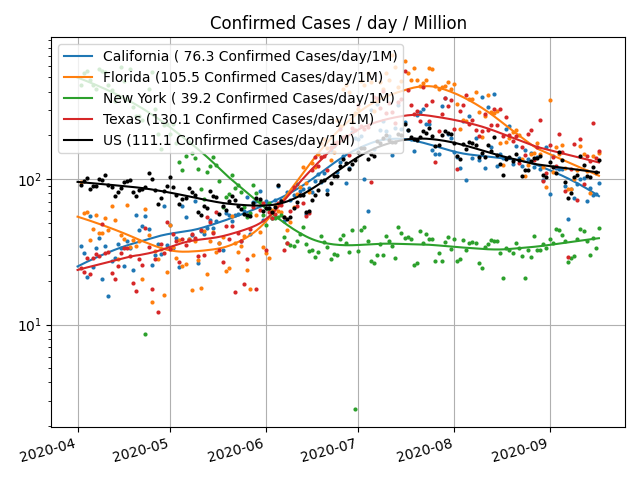 Confirmed Cases / day / Million
California ( 76.3 Confirmed Cases/day/1M)
Florida (105.5 Confirmed Cases/day/1M)
New York ( 39.2 Confirmed Cases/day/1M)
Texas (130.1 Confirmed Cases/day/1M)
US (111.1 Confirmed Cases/day/1M)
10²
10¹
2020-04
2020-05
2020-06
2020-07
2020-08
2020-09